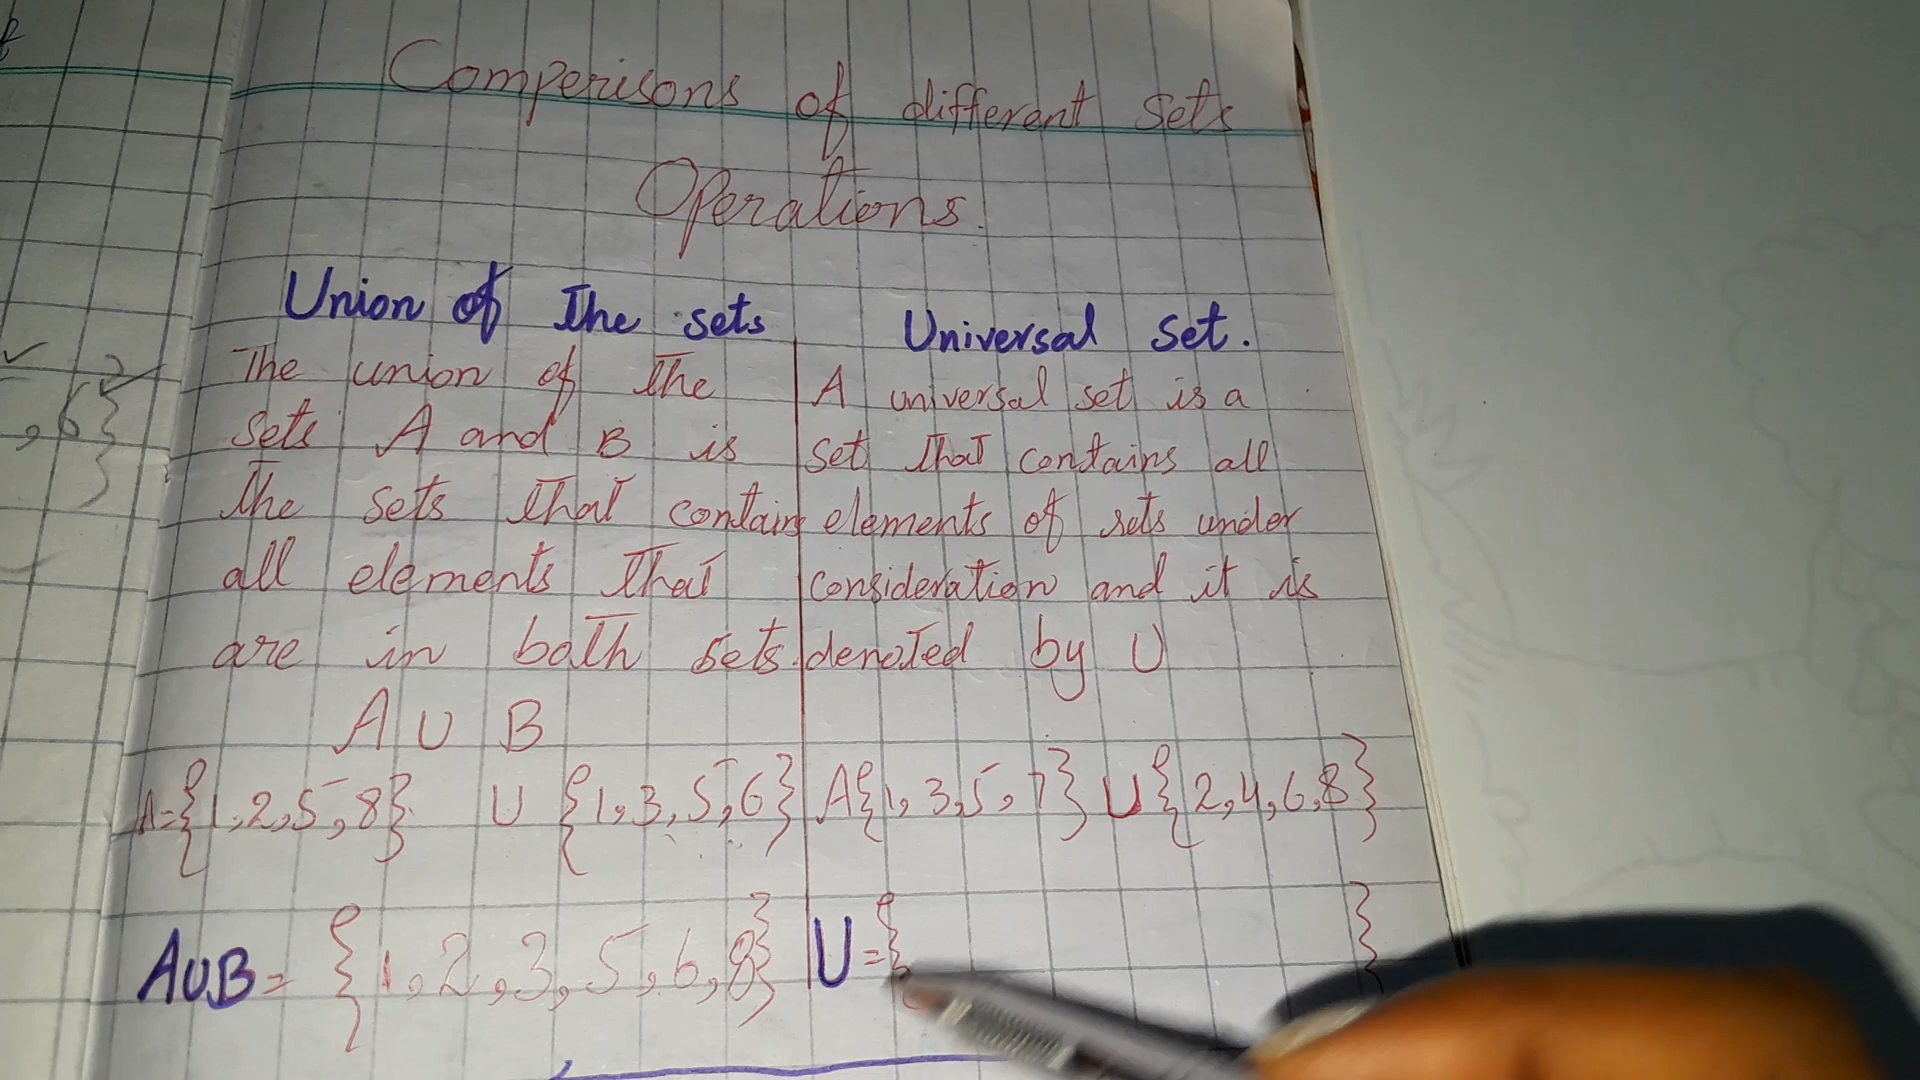 Comperisons of different sets
Operations.
Union of the sets
The union of the
sets A and B is
the sets that contain
all elements that
are in both sets.
A U B
A={1,2,5,8} U {1,3,5,6}
AUB= {1,2,3,5,6,8}
Universal set.
A universal set is a
set that contains all
elements of sets under
consideration and it is
denoted by U
A{1,3,5,7} U {2,4,6,8}
U={ }
,6}